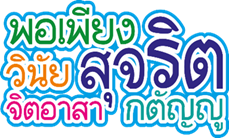 พอเพียง
วินัย สุจริต
จิตอาสา กตัญญู